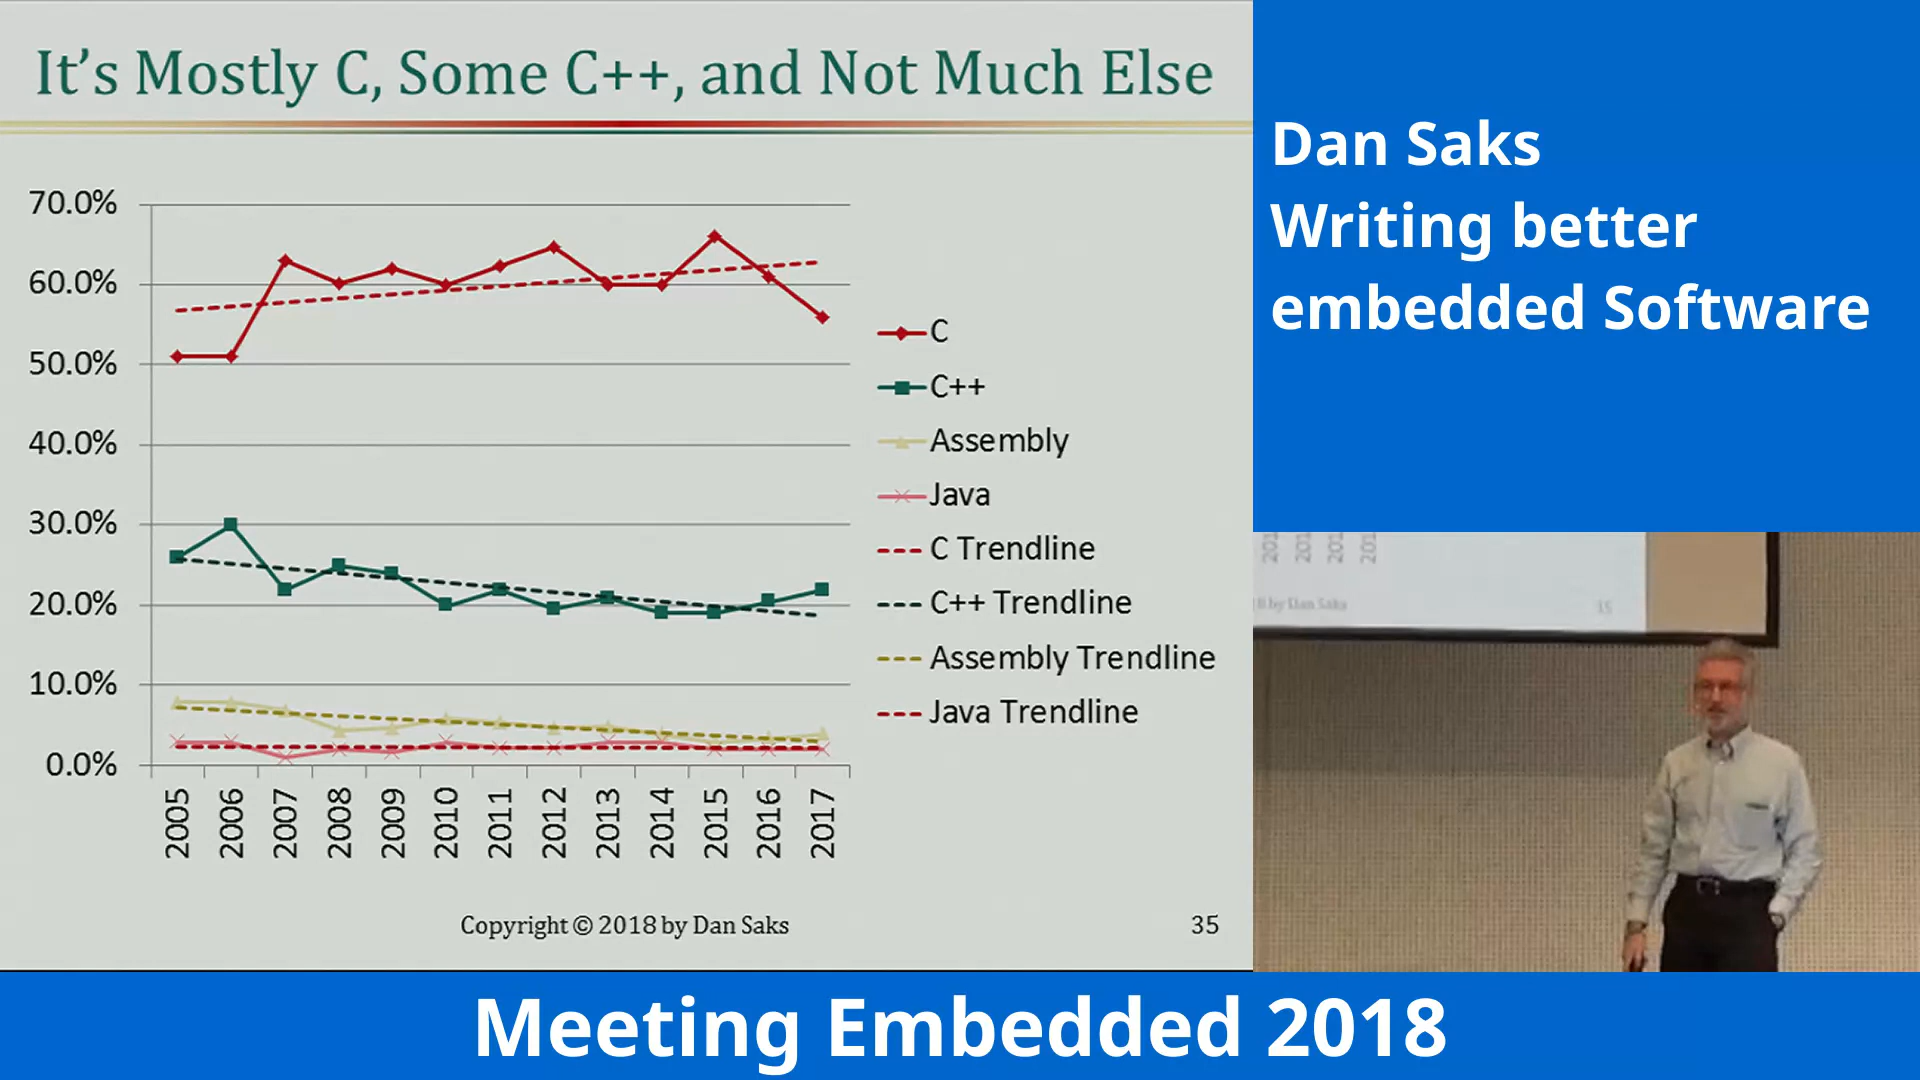 It's Mostly C, Some C++, and Not Much Else
70.0%
60.0%
50.0%
40.0%
30.0%
20.0%
10.0%
0.0%
2005
2006
2007
2008
2009
2010
2011
2012
2013
2014
2015
2016
2017
C
C++
Assembly
Java
C Trendline
C++ Trendline
Assembly Trendline
Java Trendline
Copyright © 2018 by Dan Saks
35
Dan Saks
Writing better
embedded Software
by Dan Saks
Meeting Embedded 2018